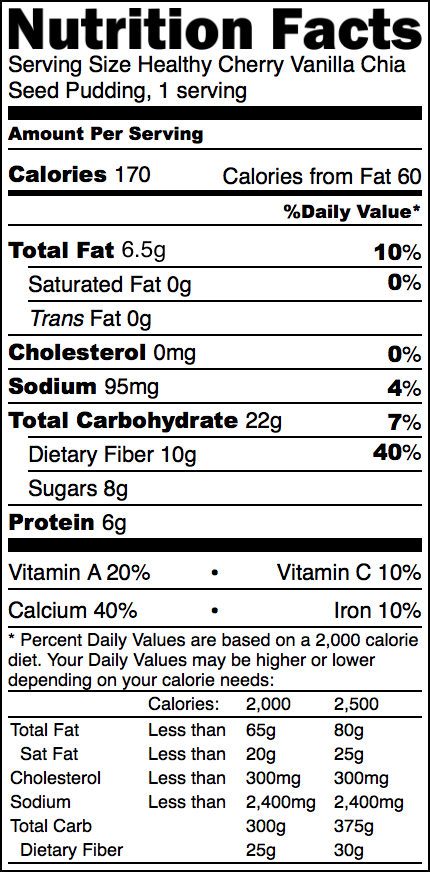 Nutrition Facts
Serving Size Healthy Cherry Vanilla Chia
Seed Pudding, 1 serving
Amount Per Serving
Calories 170 Calories from Fat 60
%Daily Value*
Total Fat 6.5g 10%
Saturated Fat 0g 0%
Trans Fat 0g
Cholesterol 0mg 0%
Sodium 95mg 4%
Total Carbohydrate 22g 7%
Dietary Fiber 10g 40%
Sugars 8g
Protein 6g
Vitamin A 20% • Vitamin C 10%
Calcium 40% • Iron 10%
* Percent Daily Values are based on a 2,000 calorie
diet. Your Daily Values may be higher or lower
depending on your calorie needs:
Calories: 2,000 2,500
Total Fat Less than 65g 80g
Sat Fat Less than 20g 25g
Cholesterol Less than 300mg 300mg
Sodium Less than 2,400mg 2,400mg
Total Carb 300g 375g
Dietary Fiber 25g 30g